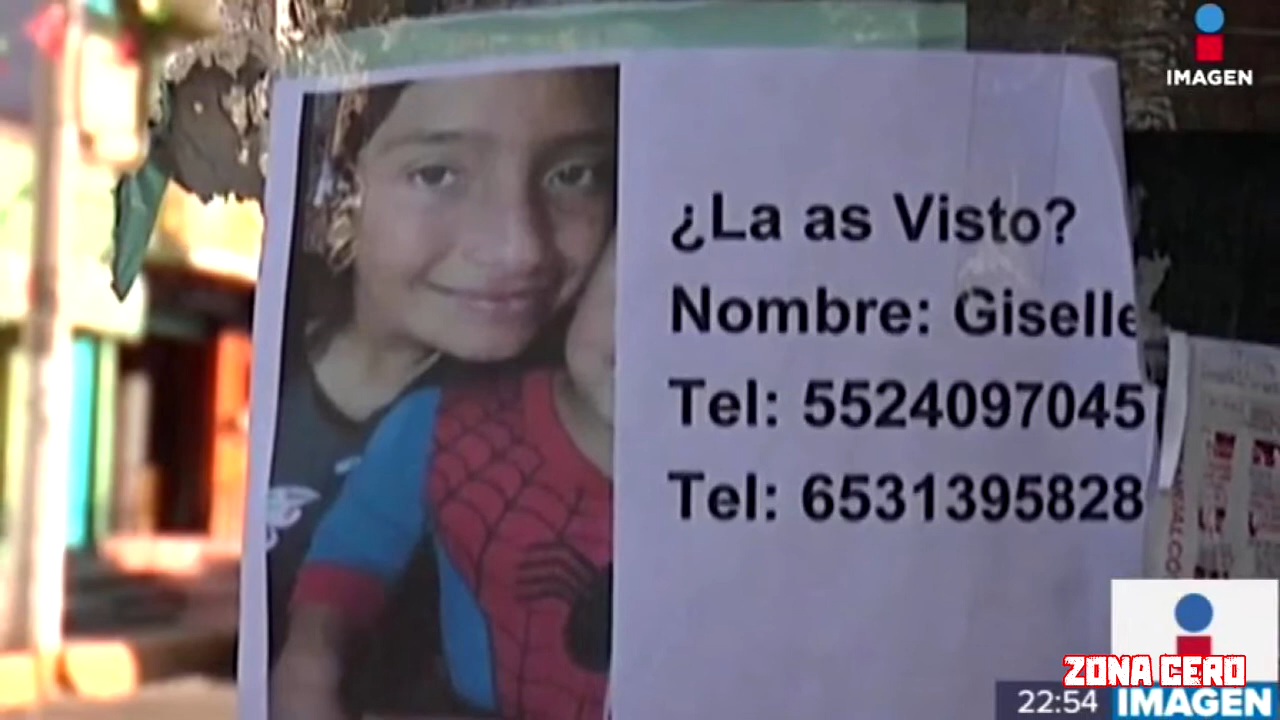 IMAGEN
¿La as Visto?
Nombre: Giselle
Tel: 5524097045
Tel: 6531395828
ZONA CERO
22:54 IMAGEN